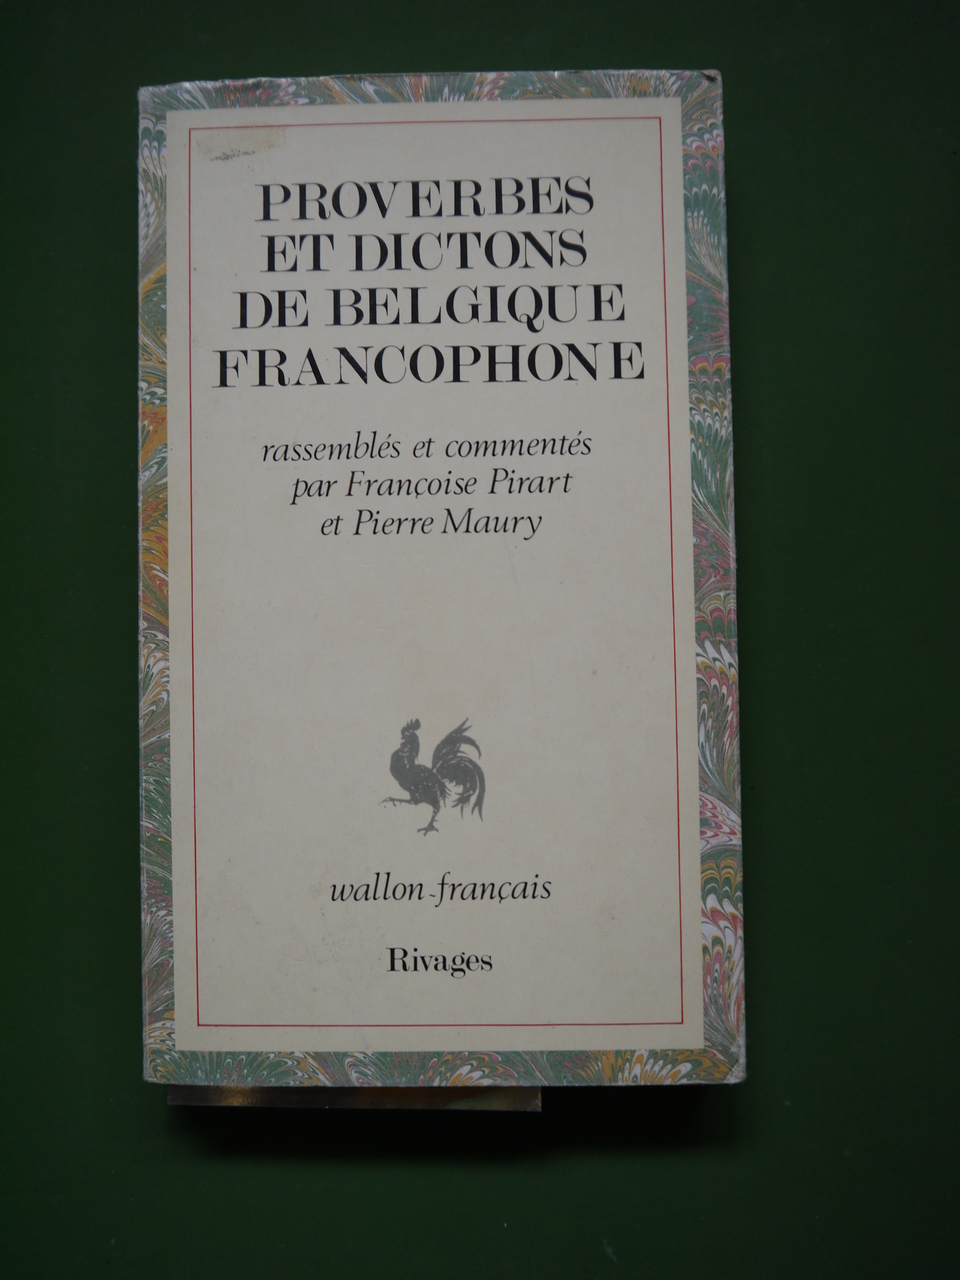 PROVERBES
ET DICTONS
DE BELGIQUE
FRANCOPHONE
rassemblés et commentés
par Françoise Pirart
et Pierre Maury
wallon-français
Rivages